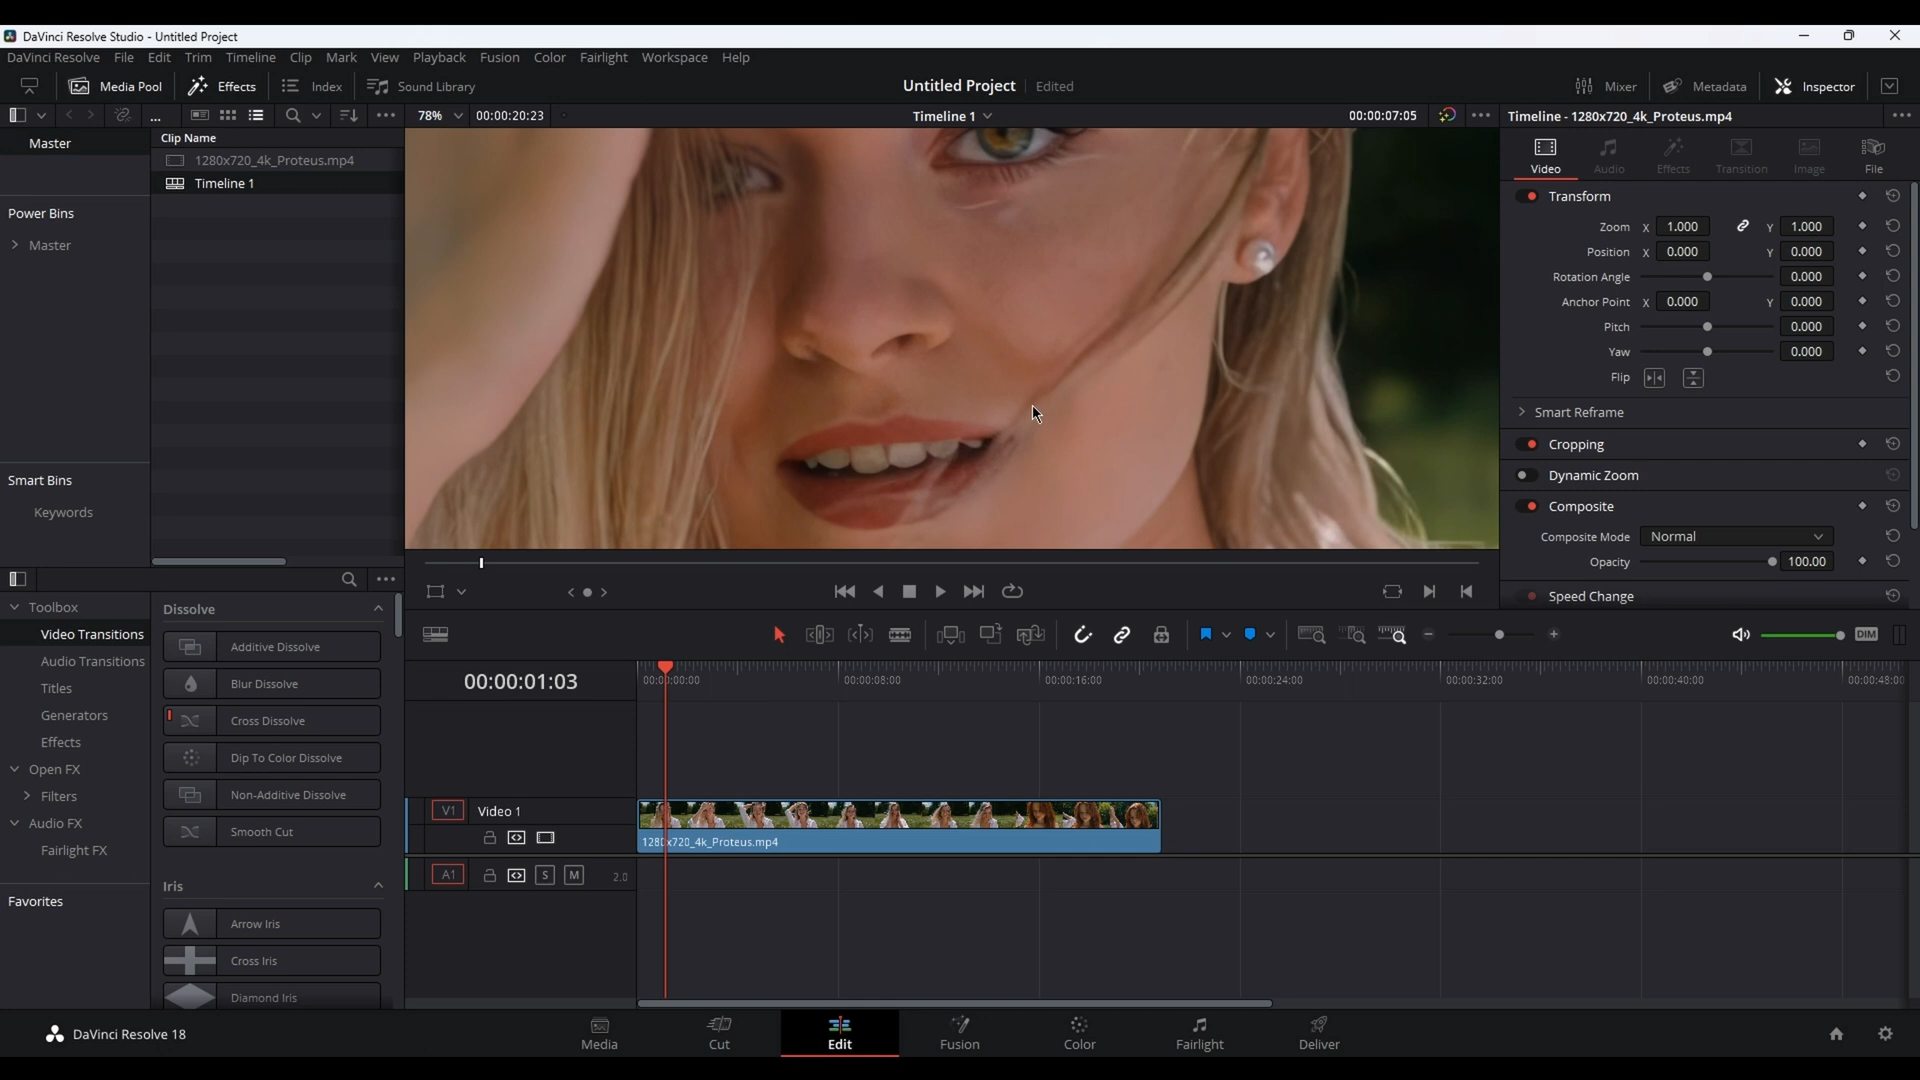 DaVinci Resolve Studio - Untitled Project
DaVinci Resolve File Edit Trim Timeline Clip Mark View Playback Fusion Color Fairlight Workspace Help
Media Pool Effects Index Sound Library Untitled Project Edited Mixer Metadata Inspector
... 78% 00:00:20:23 Timeline 1 00:00:07:05 Timeline - 1280x720_4k_Proteus.mp4
Master
Clip Name
1280x720_4k_Proteus.mp4
Timeline 1
Power Bins
Master
Smart Bins
Keywords
Video Audio Effects Transition Image File
Transform
Zoom X 1.000 Y 1.000
Position X 0.000 Y 0.000
Rotation Angle 0.000
Anchor Point X 0.000 Y 0.000
Pitch 0.000
Yaw 0.000
Flip
Smart Reframe
Cropping
Dynamic Zoom
Composite
Composite Mode Normal
Opacity 100.00
Speed Change
Toolbox
Video Transitions
Audio Transitions
Titles
Generators
Effects
Open FX
Filters
Audio FX
Fairlight FX
Favorites
Dissolve
Additive Dissolve
Blur Dissolve
Cross Dissolve
Dip To Color Dissolve
Non-Additive Dissolve
Smooth Cut
Iris
Arrow Iris
Cross Iris
Diamond Iris
DIM
00:00:01:03
00:00:00:00 00:00:08:00 00:00:16:00 00:00:24:00 00:00:32:00 00:00:40:00 00:00:48:00
V1 Video 1
1280x720_4k_Proteus.mp4
A1 S M 2.0
DaVinci Resolve 18
Media Cut Edit Fusion Color Fairlight Deliver